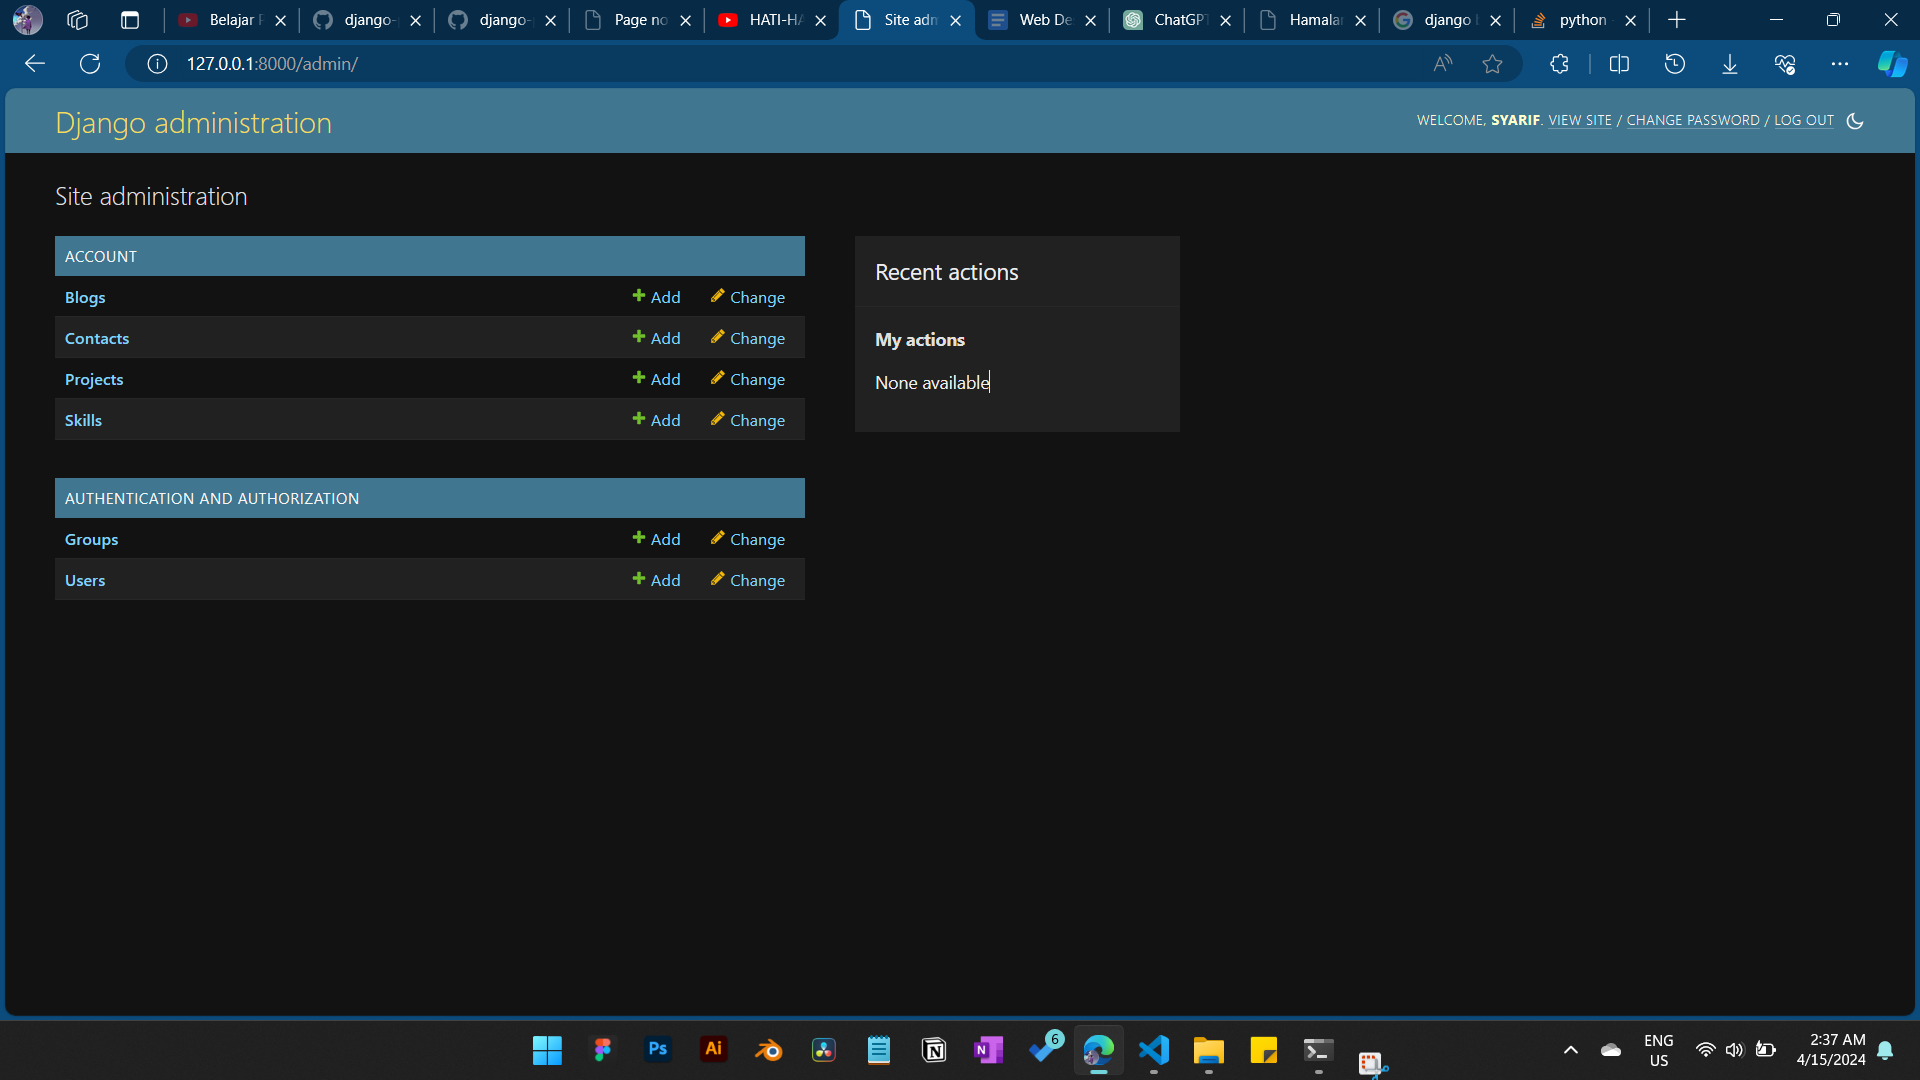 Belajar
django-
django-
Page no
HATI-HA
Site adm
Web De
ChatGPT
Hamala
django
python
127.0.0.1:8000/admin/
Django administration
WELCOME, SYARIF. VIEW SITE / CHANGE PASSWORD / LOG OUT
Site administration
ACCOUNT
Blogs Add Change
Contacts Add Change
Projects Add Change
Skills Add Change
AUTHENTICATION AND AUTHORIZATION
Groups Add Change
Users Add Change
Recent actions
My actions
None available
Ps
Ai
N
N
6
ENG
US
2:37 AM
4/15/2024